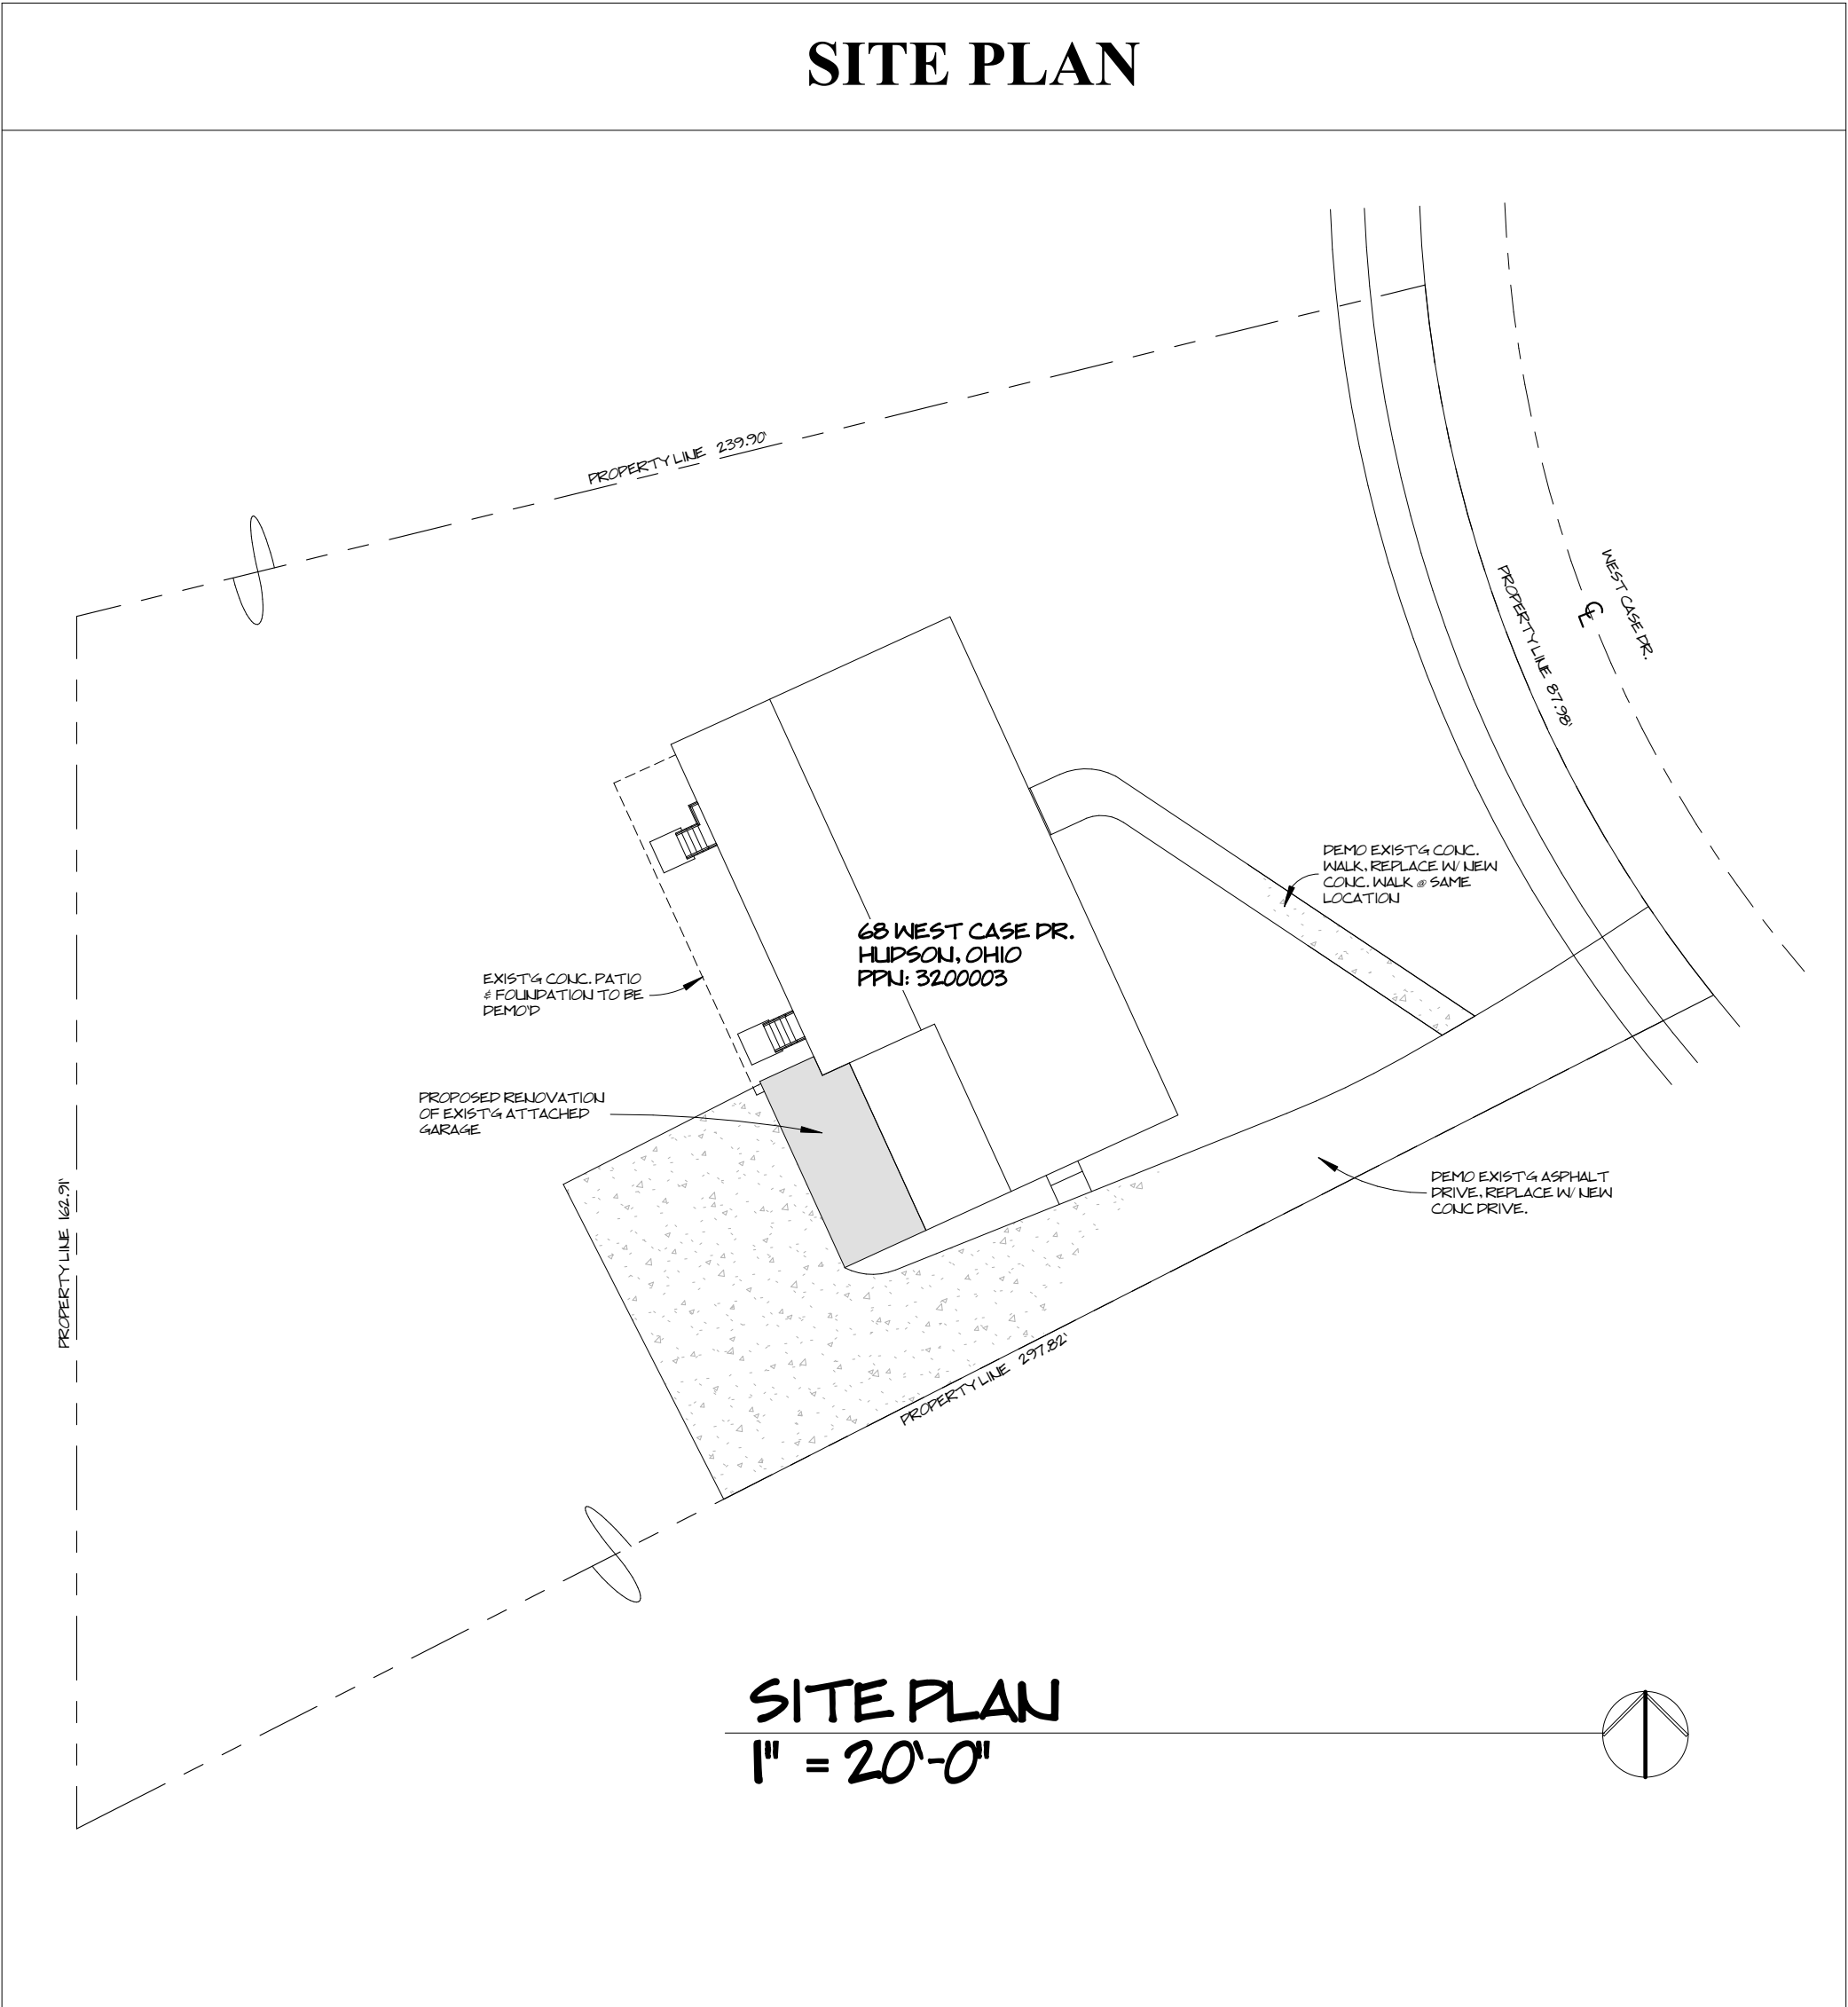 SITE PLAN
PROPERTY LINE 239.90'
WEST CASE DR.
℄
PROPERTY LINE 87.98'
DEMO EXIST'G CONC.
WALK, REPLACE W/ NEW
CONC. WALK @ SAME
LOCATION
68 WEST CASE DR.
HUDSON, OHIO
PPN: 3200003
EXIST'G CONC. PATIO
& FOUNDATION TO BE
DEMO'D
PROPOSED RENOVATION
OF EXIST'G ATTACHED
GARAGE
DEMO EXIST'G ASPHALT
DRIVE, REPLACE W/ NEW
CONC DRIVE.
PROPERTY LINE 162.91'
PROPERTY LINE 297.82'
SITE PLAN
1" = 20'-0"